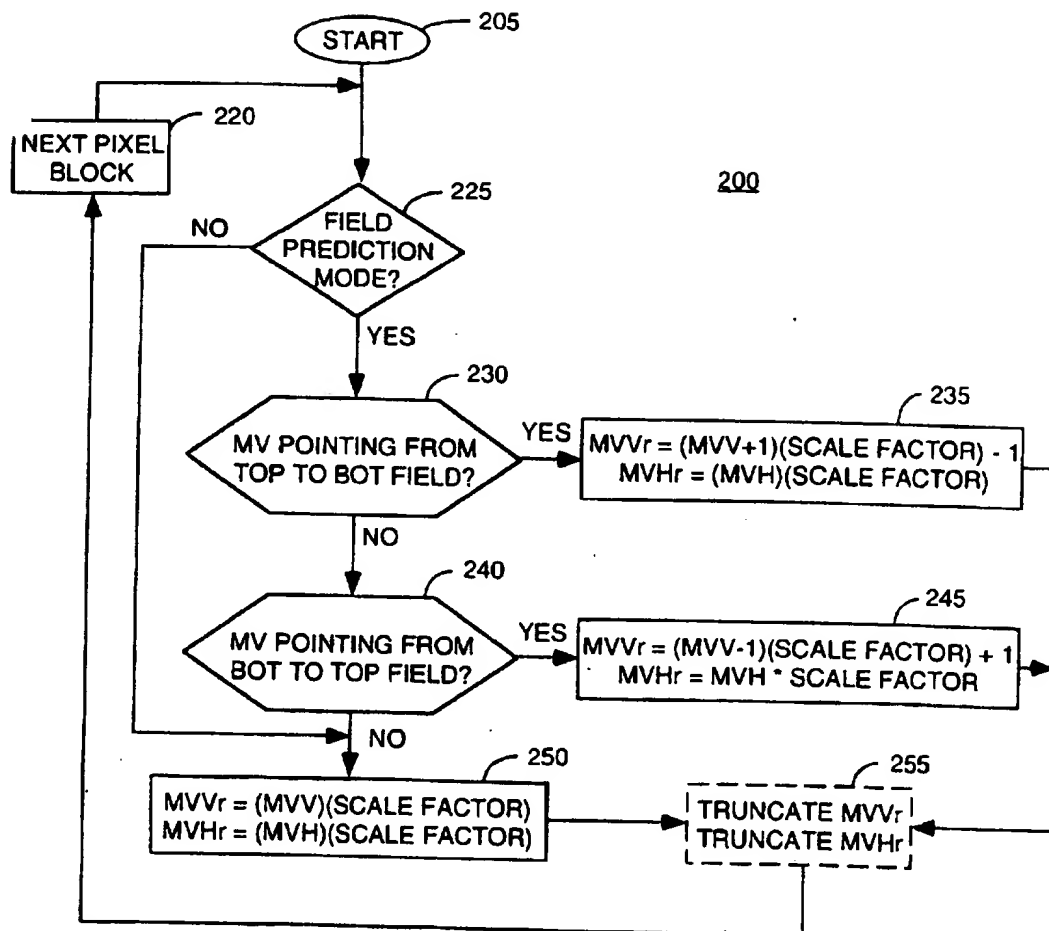 START
205
220
NEXT PIXEL
BLOCK
200
225
FIELD
PREDICTION
MODE?
NO
YES
230
MV POINTING FROM
TOP TO BOT FIELD?
YES
235
MVVr = (MVV+1)(SCALE FACTOR) - 1
MVHr = (MVH)(SCALE FACTOR)
NO
240
MV POINTING FROM
BOT TO TOP FIELD?
YES
245
MVVr = (MVV-1)(SCALE FACTOR) + 1
MVHr = MVH * SCALE FACTOR
NO
250
MVVr = (MVV)(SCALE FACTOR)
MVHr = (MVH)(SCALE FACTOR)
255
TRUNCATE MVVr
TRUNCATE MVHr